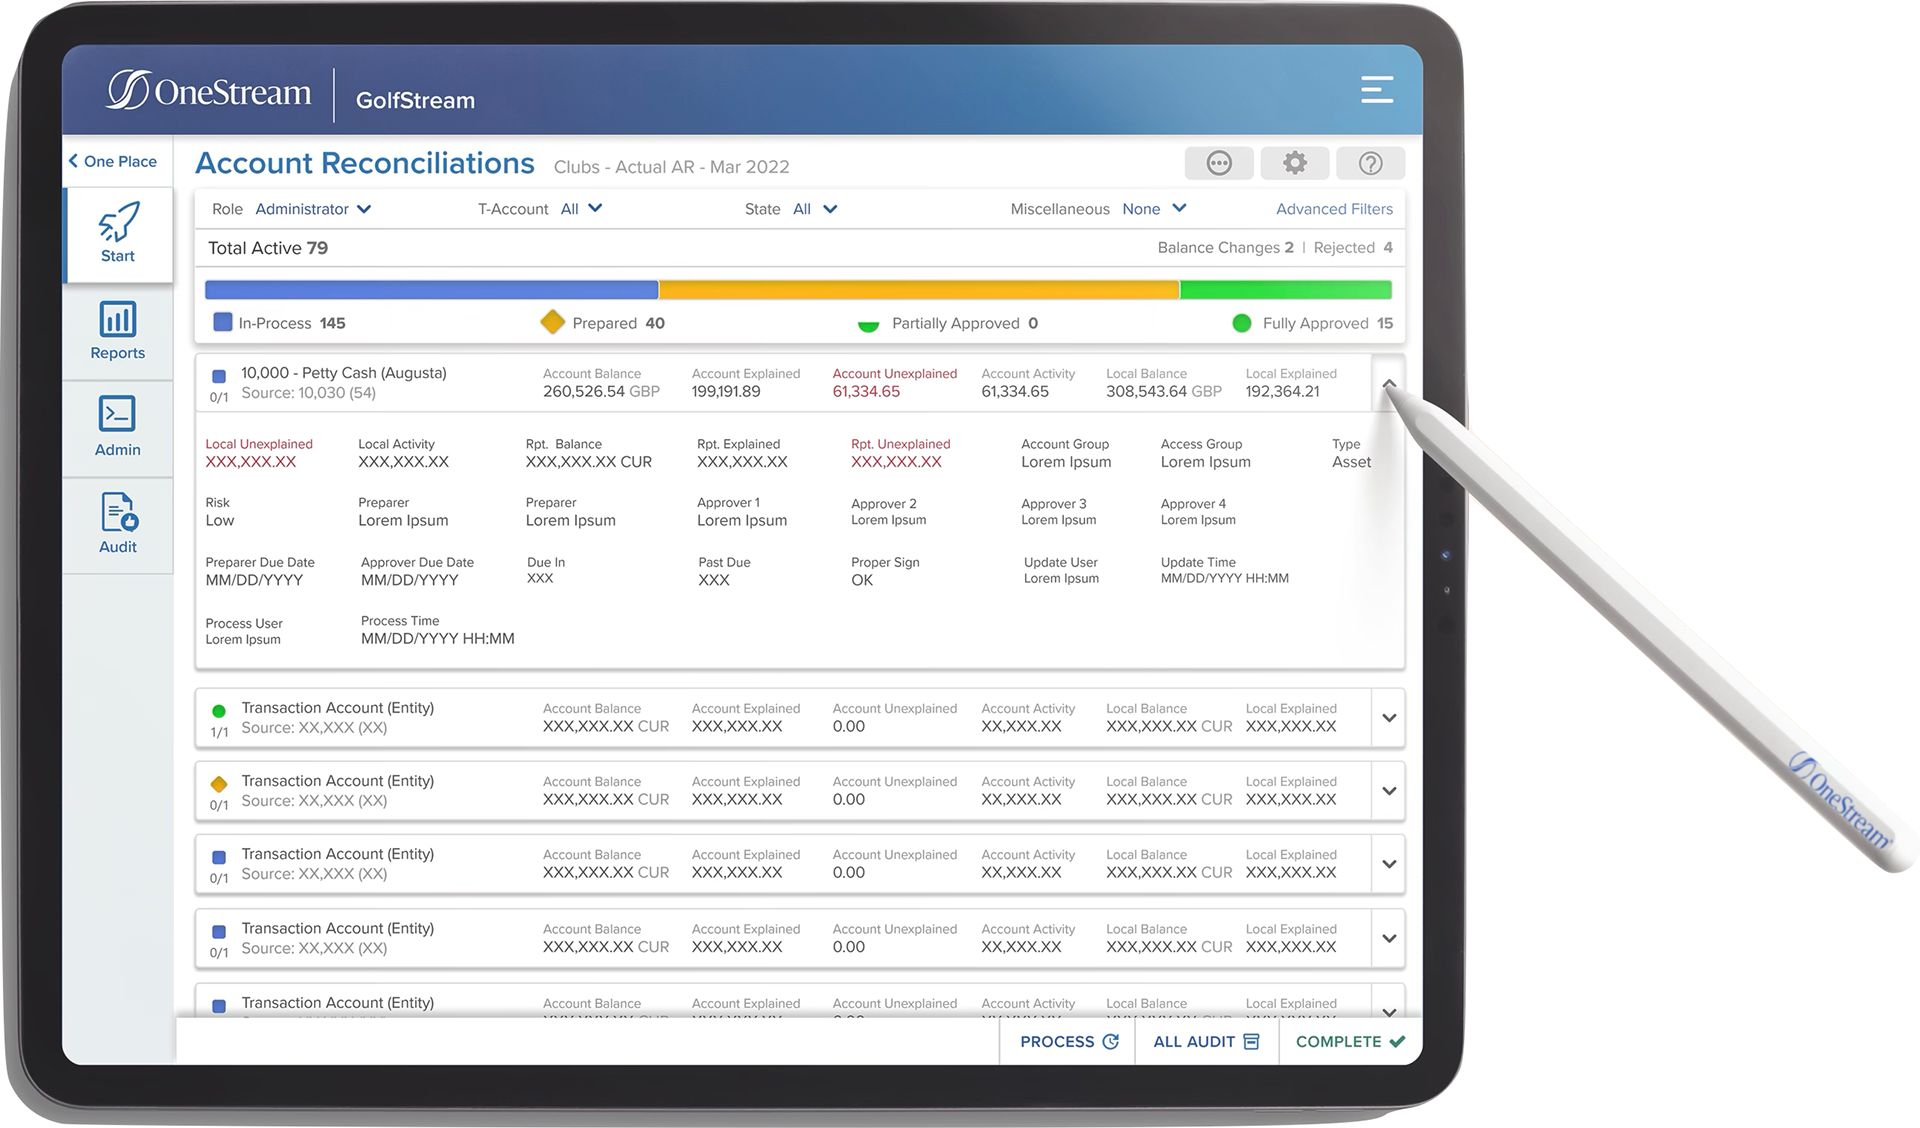 OneStream GolfStream
One Place
Account Reconciliations Clubs - Actual AR - Mar 2022
Start
Reports
Admin
Audit
Role Administrator T-Account All State All Miscellaneous None Advanced Filters
Total Active 79 Balance Changes 2 | Rejected 4
In-Process 145 Prepared 40 Partially Approved 0 Fully Approved 15
10,000 - Petty Cash (Augusta) Account Balance Account Explained Account Unexplained Account Activity Local Balance Local Explained
0/1 Source: 10,030 (54) 260,526.54 GBP 199,191.89 61,334.65 61,334.65 308,543.64 GBP 192,364.21
Local Unexplained Local Activity Rpt. Balance Rpt. Explained Rpt. Unexplained Account Group Access Group Type
XXX,XXX.XX XXX,XXX.XX XXX,XXX.XX CUR XXX,XXX.XX XXX,XXX.XX Lorem Ipsum Lorem Ipsum Asset
Risk Preparer Preparer Approver 1 Approver 2 Approver 3 Approver 4
Low Lorem Ipsum Lorem Ipsum Lorem Ipsum Lorem Ipsum Lorem Ipsum Lorem Ipsum
Preparer Due Date Approver Due Date Due In Past Due Proper Sign Update User Update Time
MM/DD/YYYY MM/DD/YYYY XXX XXX OK Lorem Ipsum MM/DD/YYYY HH:MM
Process User Process Time
Lorem Ipsum MM/DD/YYYY HH:MM
Transaction Account (Entity) Account Balance Account Explained Account Unexplained Account Activity Local Balance Local Explained
1/1 Source: XX,XXX (XX) XXX,XXX.XX CUR XXX,XXX.XX 0.00 XX,XXX.XX XXX,XXX.XX CUR XXX,XXX.XX
Transaction Account (Entity) Account Balance Account Explained Account Unexplained Account Activity Local Balance Local Explained
0/1 Source: XX,XXX (XX) XXX,XXX.XX CUR XXX,XXX.XX 0.00 XX,XXX.XX XXX,XXX.XX CUR XXX,XXX.XX
Transaction Account (Entity) Account Balance Account Explained Account Unexplained Account Activity Local Balance Local Explained
0/1 Source: XX,XXX (XX) XXX,XXX.XX CUR XXX,XXX.XX 0.00 XX,XXX.XX XXX,XXX.XX CUR XXX,XXX.XX
Transaction Account (Entity) Account Balance Account Explained Account Unexplained Account Activity Local Balance Local Explained
0/1 Source: XX,XXX (XX) XXX,XXX.XX CUR XXX,XXX.XX 0.00 XX,XXX.XX XXX,XXX.XX CUR XXX,XXX.XX
Transaction Account (Entity) Account Balance Account Explained Account Unexplained Account Activity Local Balance Local Explained
PROCESS ALL AUDIT COMPLETE
OneStream